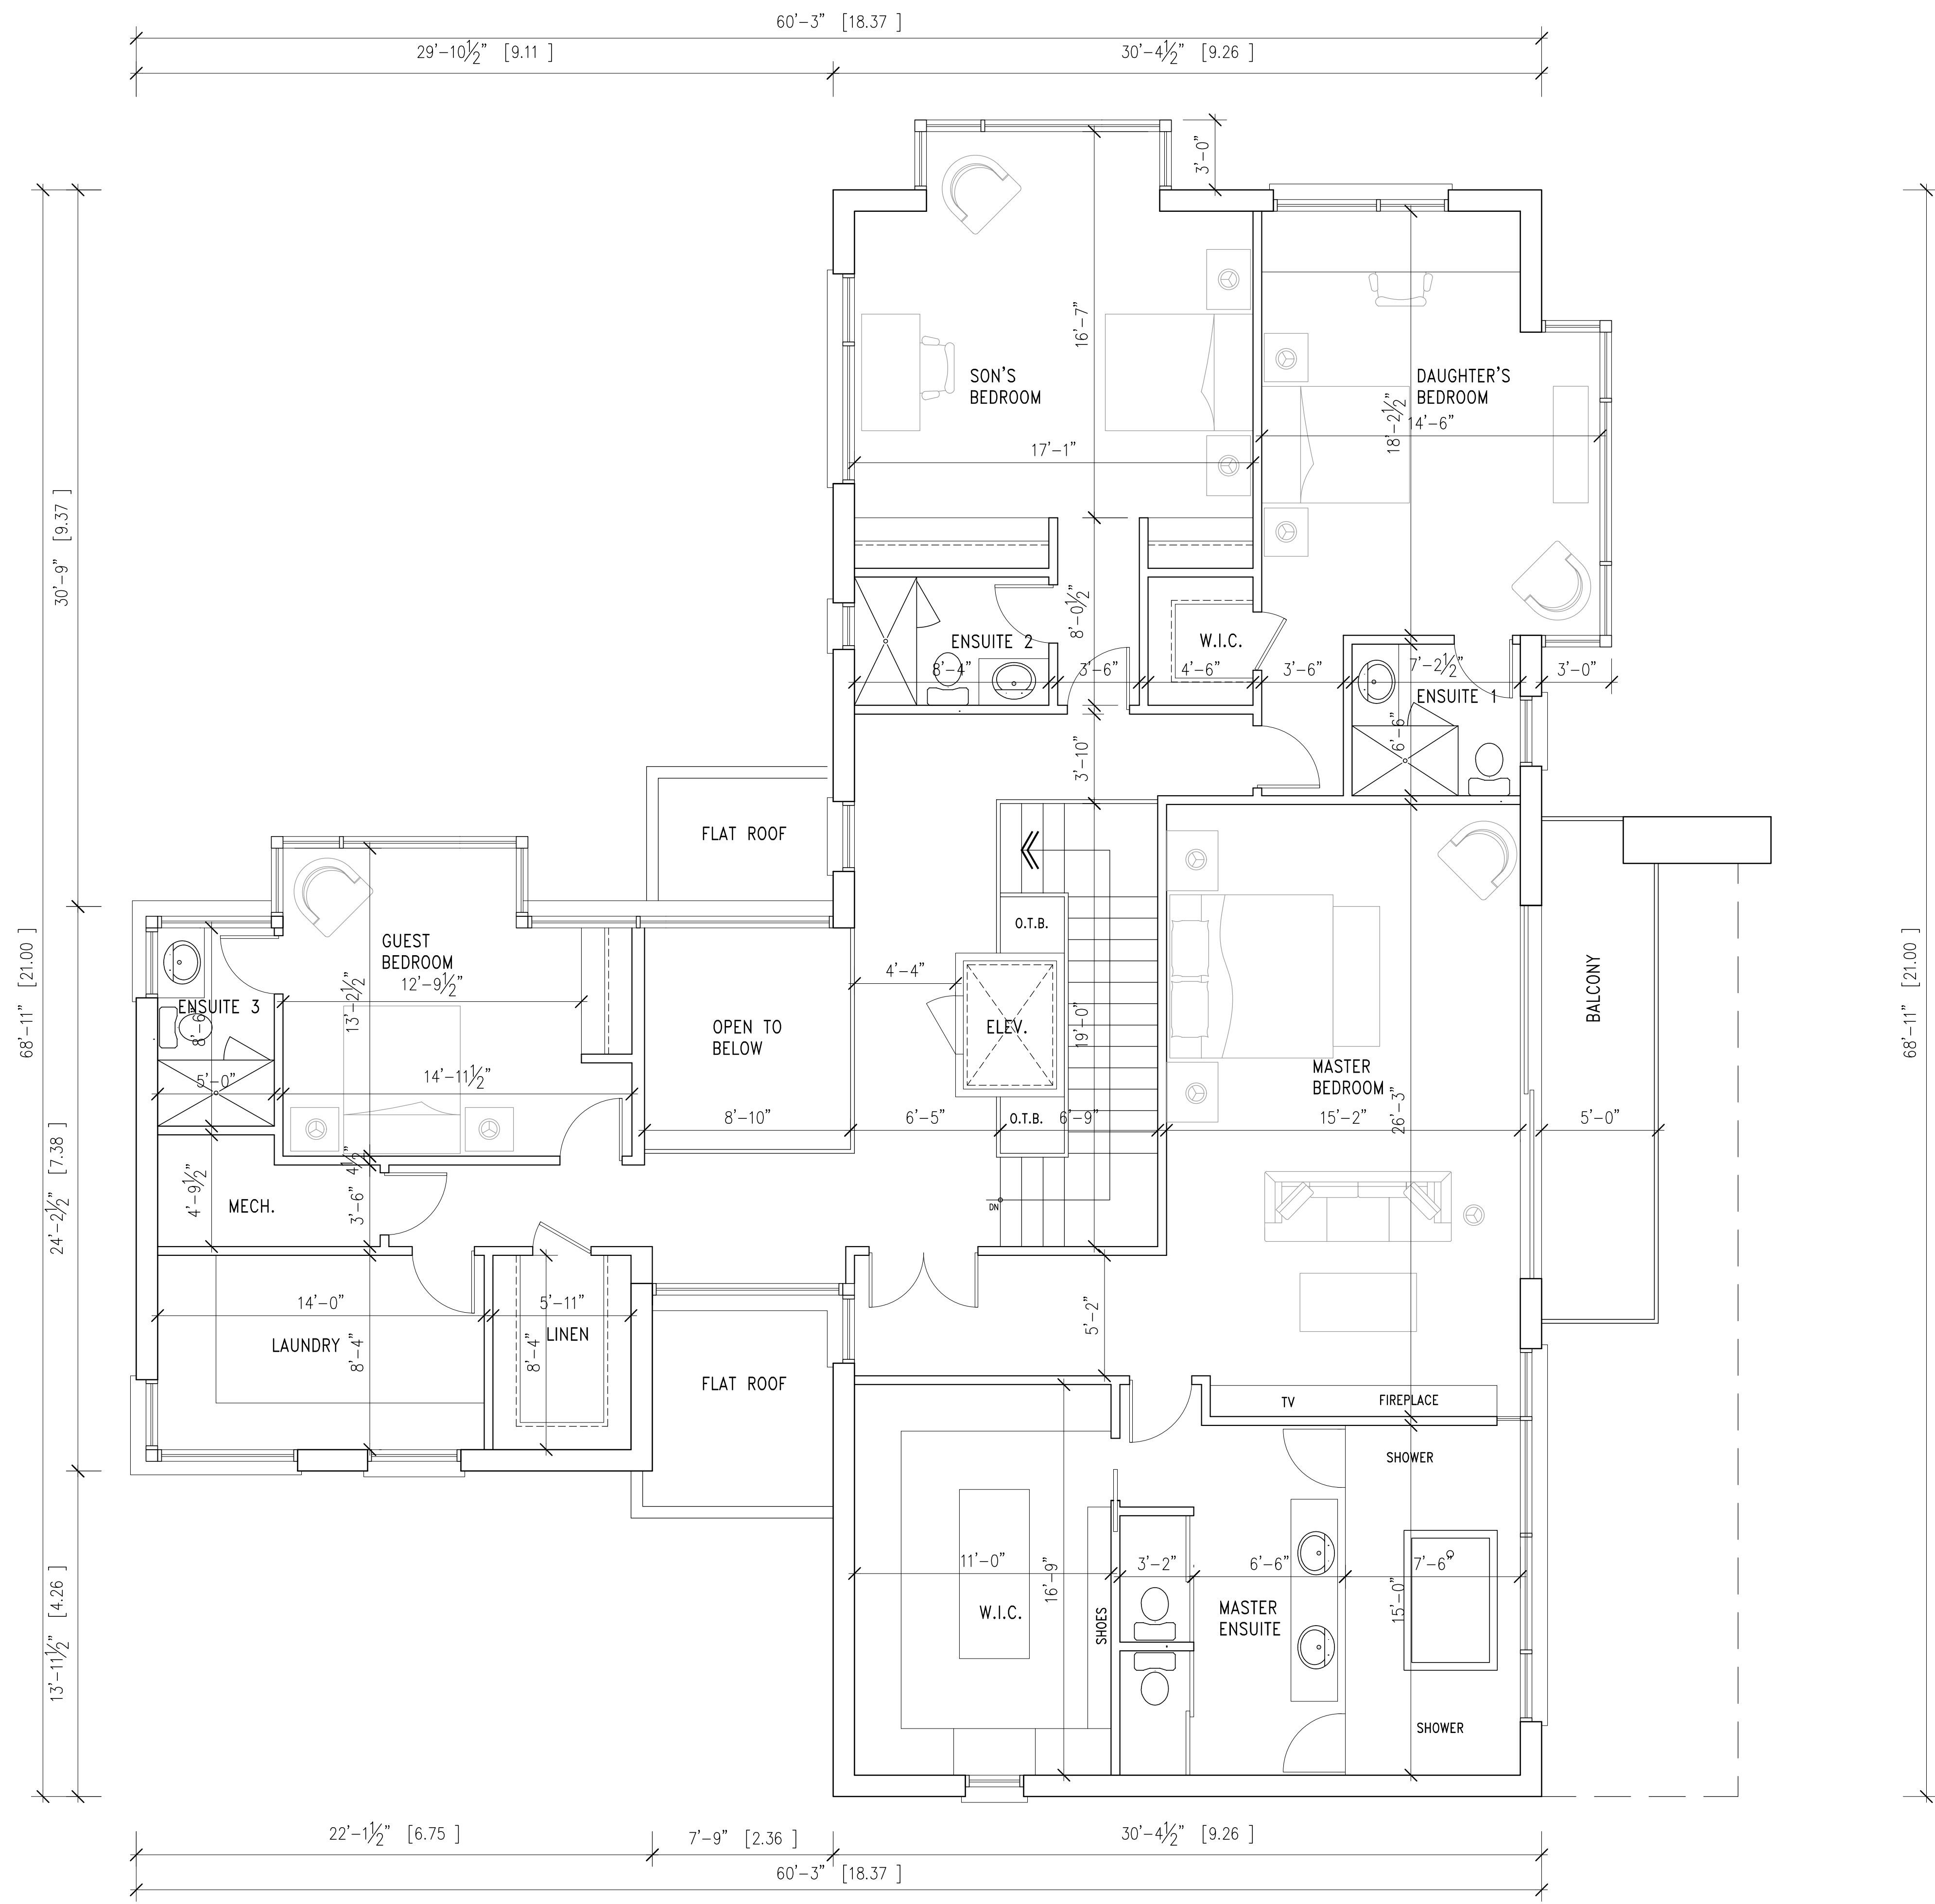 60'-3" [18.37 ]
29'-10½" [9.11 ]
30'-4½" [9.26 ]
3'-0"
16'-7"
SON'S
BEDROOM
DAUGHTER'S
BEDROOM
18'-2½"
14'-6"
17'-1"
30'-9" [9.37 ]
8'-0½"
ENSUITE 2
W.I.C.
8'-4"
3'-6"
4'-6"
3'-6"
7'-2½"
3'-0"
ENSUITE 1
6'-6"
3'-10"
FLAT ROOF
O.T.B.
GUEST
BEDROOM
12'-9½"
13'-2½"
4'-4"
BALCONY
68'-11" [21.00 ]
68'-11" [21.00 ]
ENSUITE 3
8'-6"
OPEN TO
BELOW
ELEV.
19'-0"
MASTER
BEDROOM
5'-0"
14'-11½"
26'-3"
8'-10"
6'-5"
O.T.B.
6'-9"
15'-2"
5'-0"
24'-2½" [7.38 ]
4½"
4'-9½"
3'-6"
MECH.
DN
14'-0"
5'-11"
5'-2"
LAUNDRY
8'-4"
8'-4"
LINEN
FLAT ROOF
TV
FIREPLACE
SHOWER
13'-11½" [4.26 ]
11'-0"
16'-9"
3'-2"
6'-6"
7'-6"
15'-0"
W.I.C.
SHOES
MASTER
ENSUITE
SHOWER
22'-1½" [6.75 ]
7'-9" [2.36 ]
30'-4½" [9.26 ]
60'-3" [18.37 ]